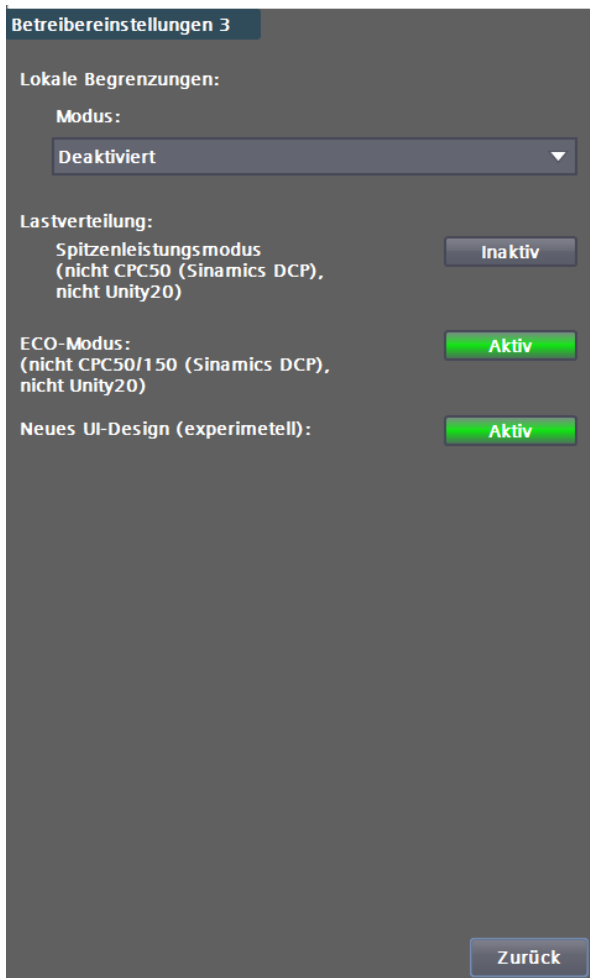 Betreibereinstellungen 3
Lokale Begrenzungen:
Modus:
Deaktiviert
Lastverteilung:
Spitzenleistungsmodus
(nicht CPC50 (Sinamics DCP),
nicht Unity20)
Inaktiv
ECO-Modus:
(nicht CPC50/150 (Sinamics DCP),
nicht Unity20)
Aktiv
Neues UI-Design (experimetell):
Aktiv
Zurück